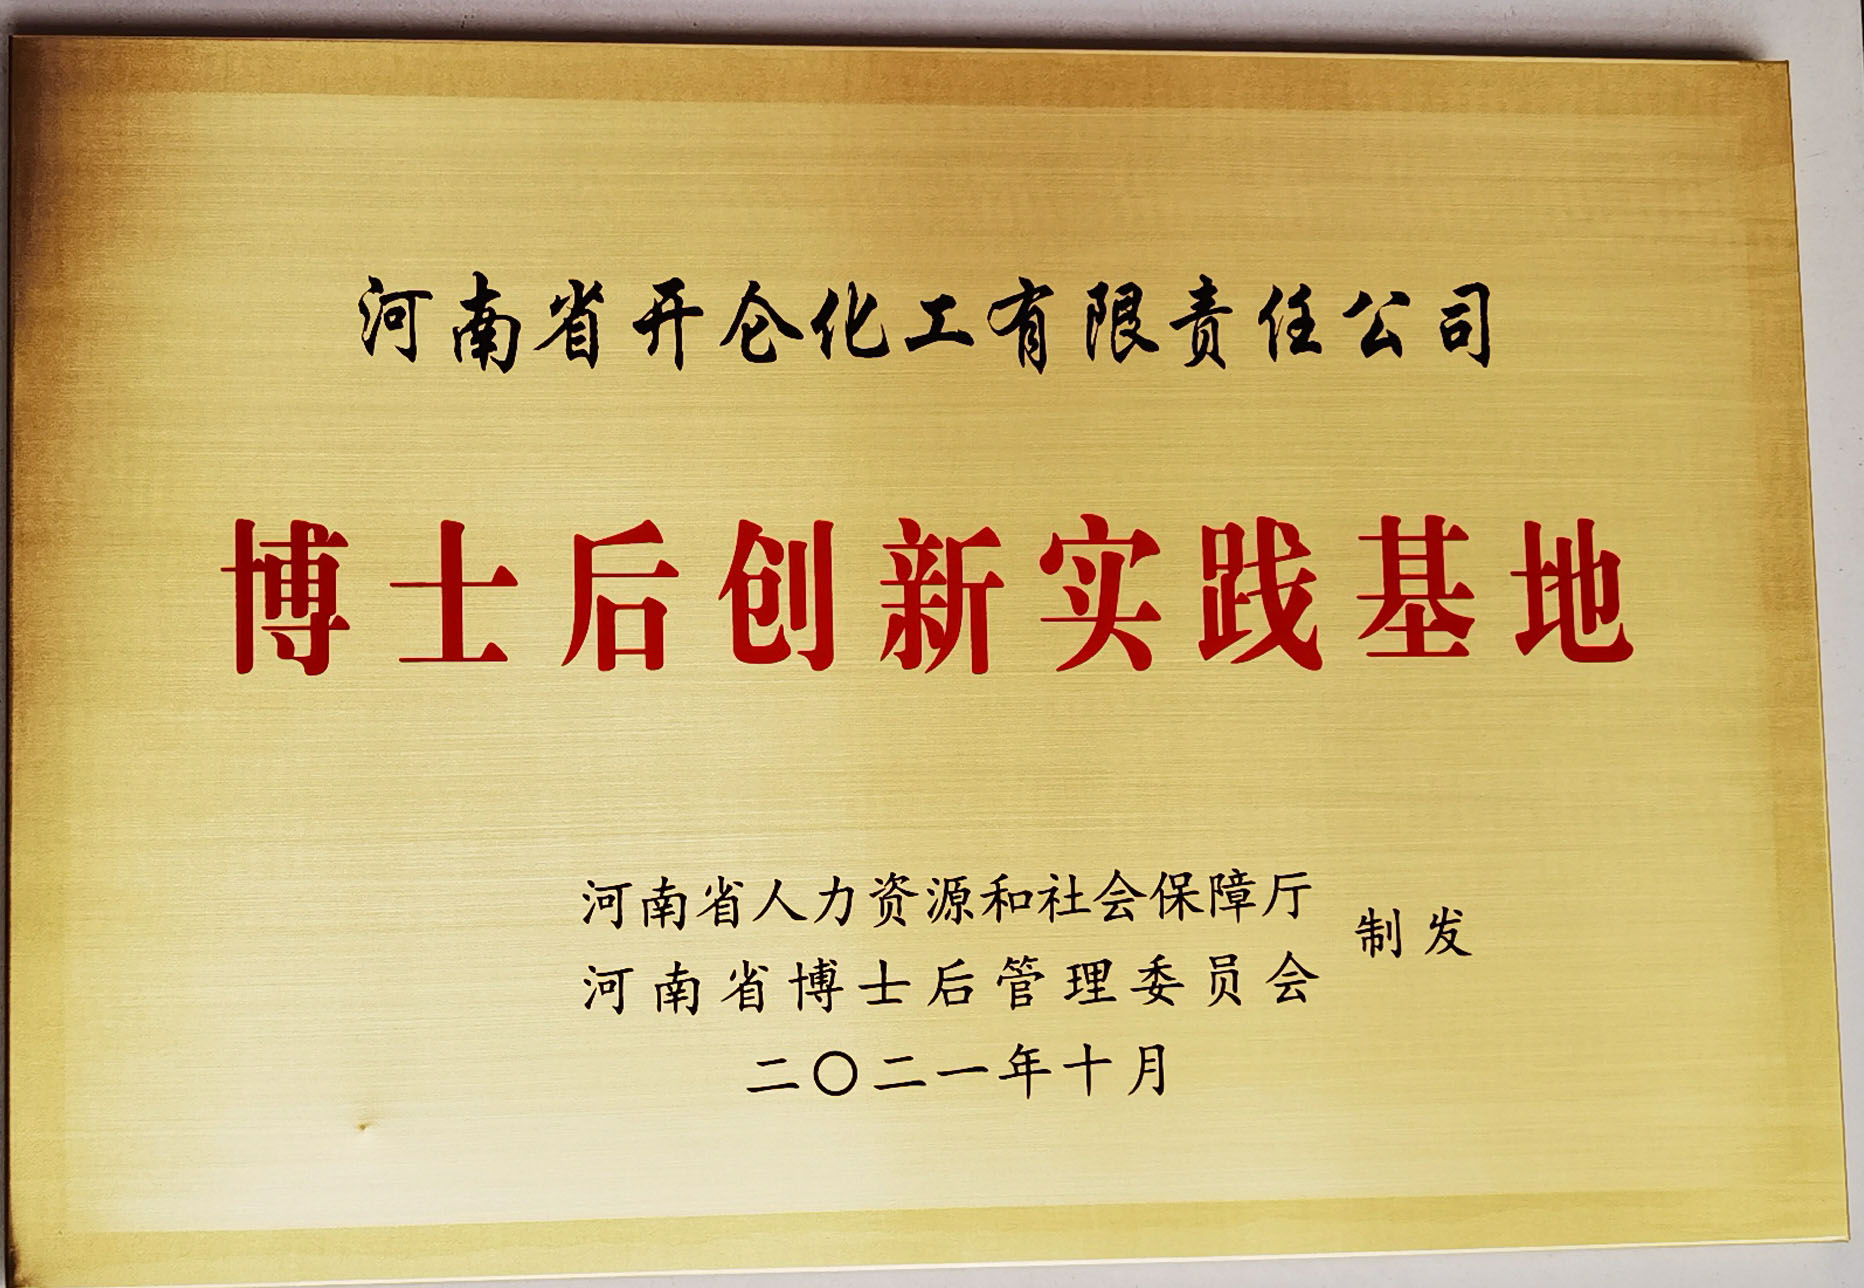 河南省开仑化工有限责任公司
博士后创新实践基地
河南省人力资源和社会保障厅
河南省博士后管理委员会
制发
二〇二一年十月